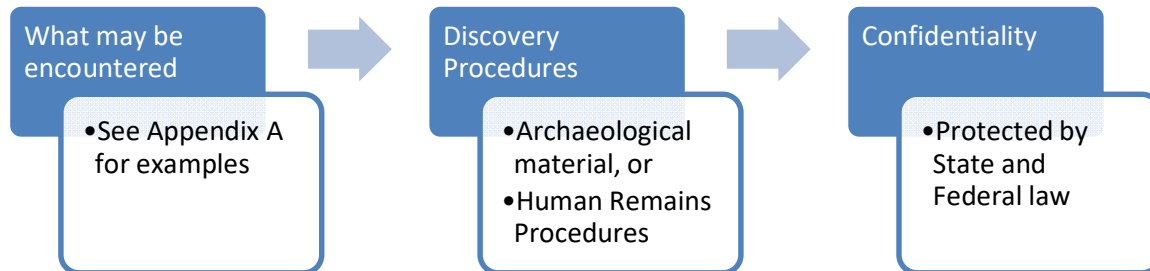 What may be
encountered
•See Appendix A
for examples
Discovery
Procedures
•Archaeological
material, or
•Human Remains
Procedures
Confidentiality
•Protected by
State and
Federal law